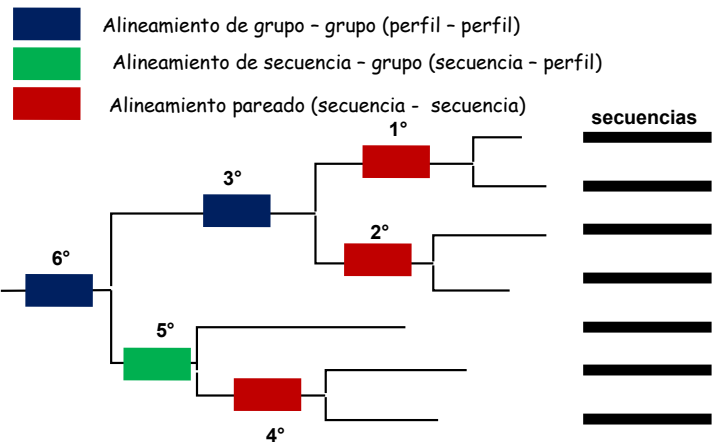 Alineamiento de grupo – grupo (perfil – perfil)
Alineamiento de secuencia – grupo (secuencia – perfil)
Alineamiento pareado (secuencia - secuencia)
secuencias
1°
3°
2°
6°
5°
4°